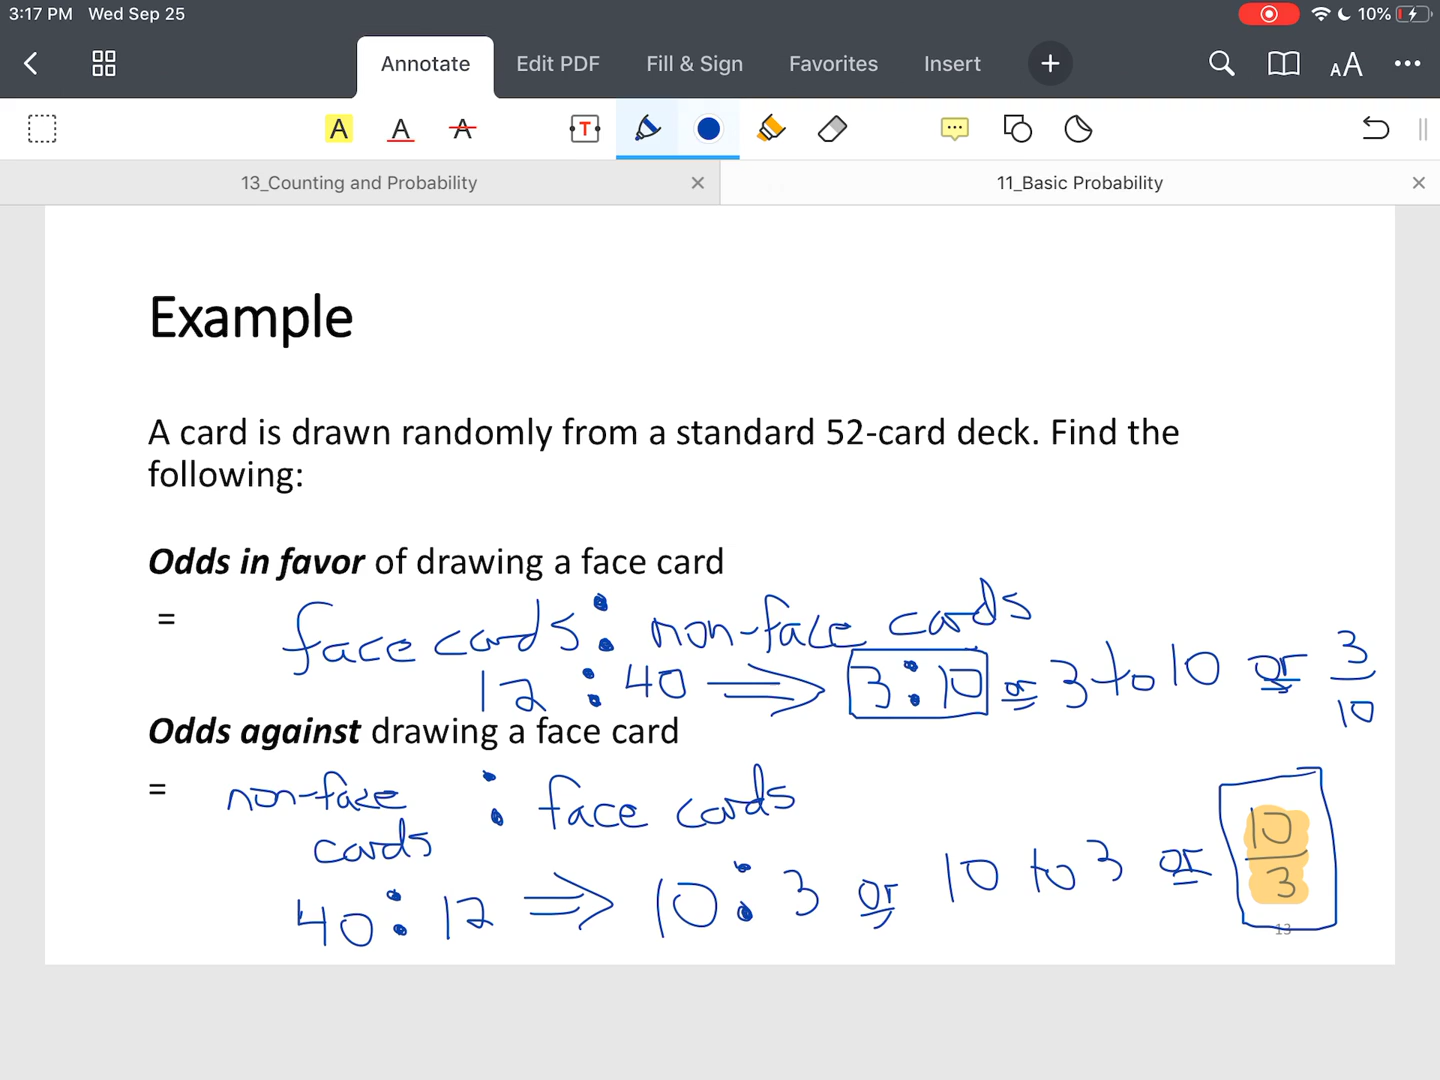 3:17 PM Wed Sep 25 10%
Annotate Edit PDF Fill & Sign Favorites Insert + AA
A A A T
13_Counting and Probability 11_Basic Probability
Example
A card is drawn randomly from a standard 52-card deck. Find the
following:
Odds in favor of drawing a face card
= face cards : non-face cards
12 : 40 ⇒ 3 : 10 or 3 to 10 or 3/10
Odds against drawing a face card
= non-face cards : face cards
40 : 12 ⇒ 10 : 3 or 10 to 3 or 10/3
13